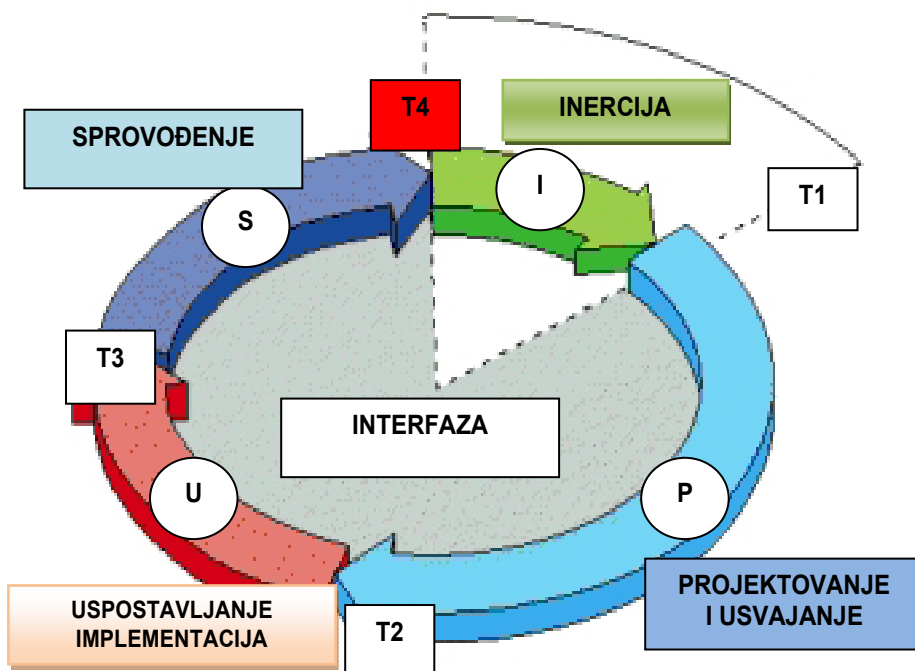 T4
INERCIJA
SPROVOĐENJE
I
T1
S
T3
INTERFAZA
U
P
PROJEKTOVANJE
I USVAJANJE
USPOSTAVLJANJE
IMPLEMENTACIJA
T2